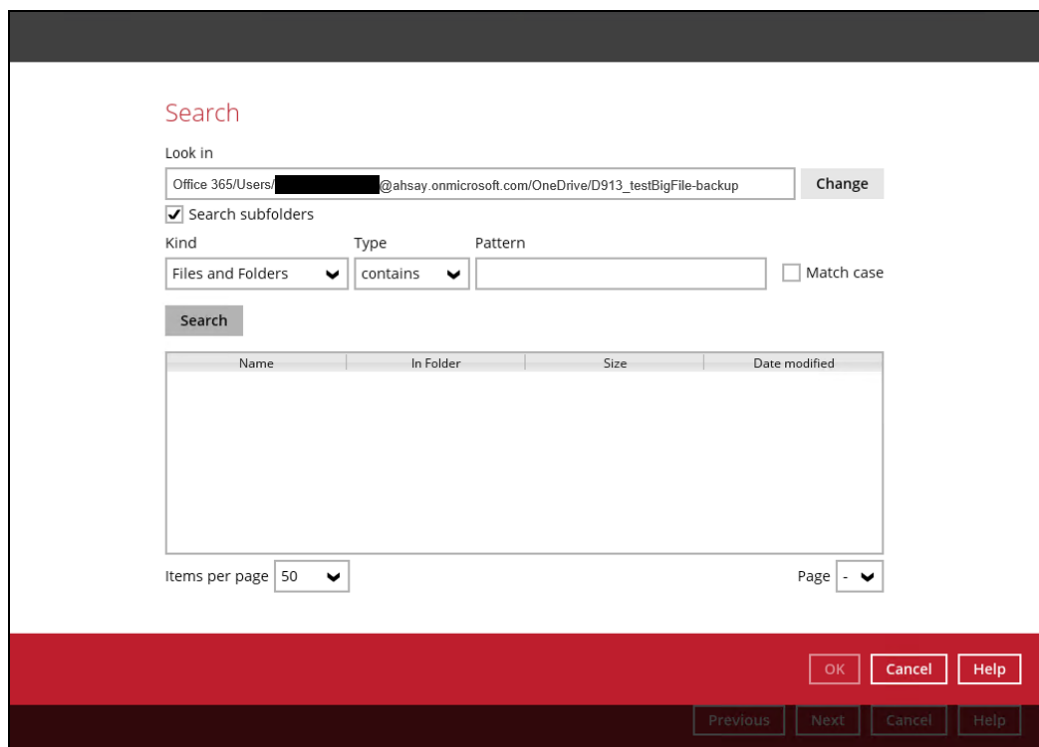 Search
Look in
Office 365/Users/ @ahsay.onmicrosoft.com/OneDrive/D913_testBigFile-backup Change
Search subfolders
Kind Type Pattern
Files and Folders contains Match case
Search
Name In Folder Size Date modified
Items per page 50 Page -
OK Cancel Help
Previous Next Cancel Help